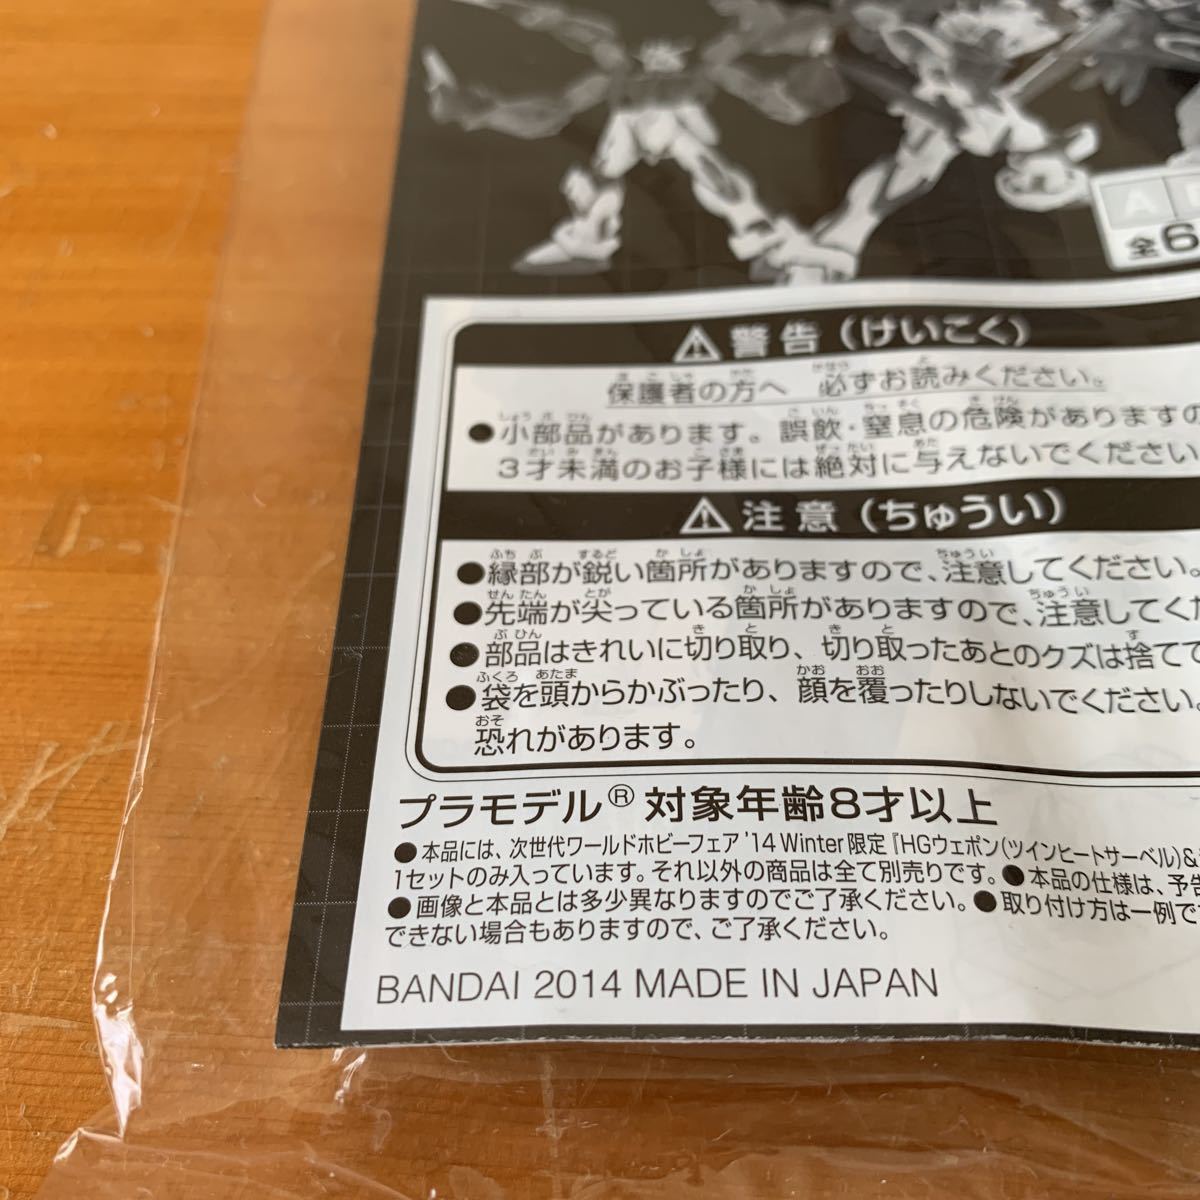 A
全6
⚠警告（けいこく）
保護者の方へ 必ずお読みください。
●小部品があります。誤飲・窒息の危険がありますの
3才未満のお子様には絶対に与えないでください
⚠注意（ちゅうい）
●縁部が鋭い箇所がありますので、注意してください。
●先端が尖っている箇所がありますので、注意してくだ
●部品はきれいに切り取り、切り取ったあとのクズは捨てて
●袋を頭からかぶったり、顔を覆ったりしないでください。
恐れがあります。
プラモデル® 対象年齢8才以上
●本品には、次世代ワールドホビーフェア'14 Winter 限定『HGウェポン(ツインヒートサーベル)&
1セットのみ入っています。それ以外の商品は全て別売りです。●本品の仕様は、予告
●画像と本品とは多少異なりますのでご了承ください。●取り付け方は一例で
できない場合もありますので、ご了承ください。
BANDAI 2014 MADE IN JAPAN